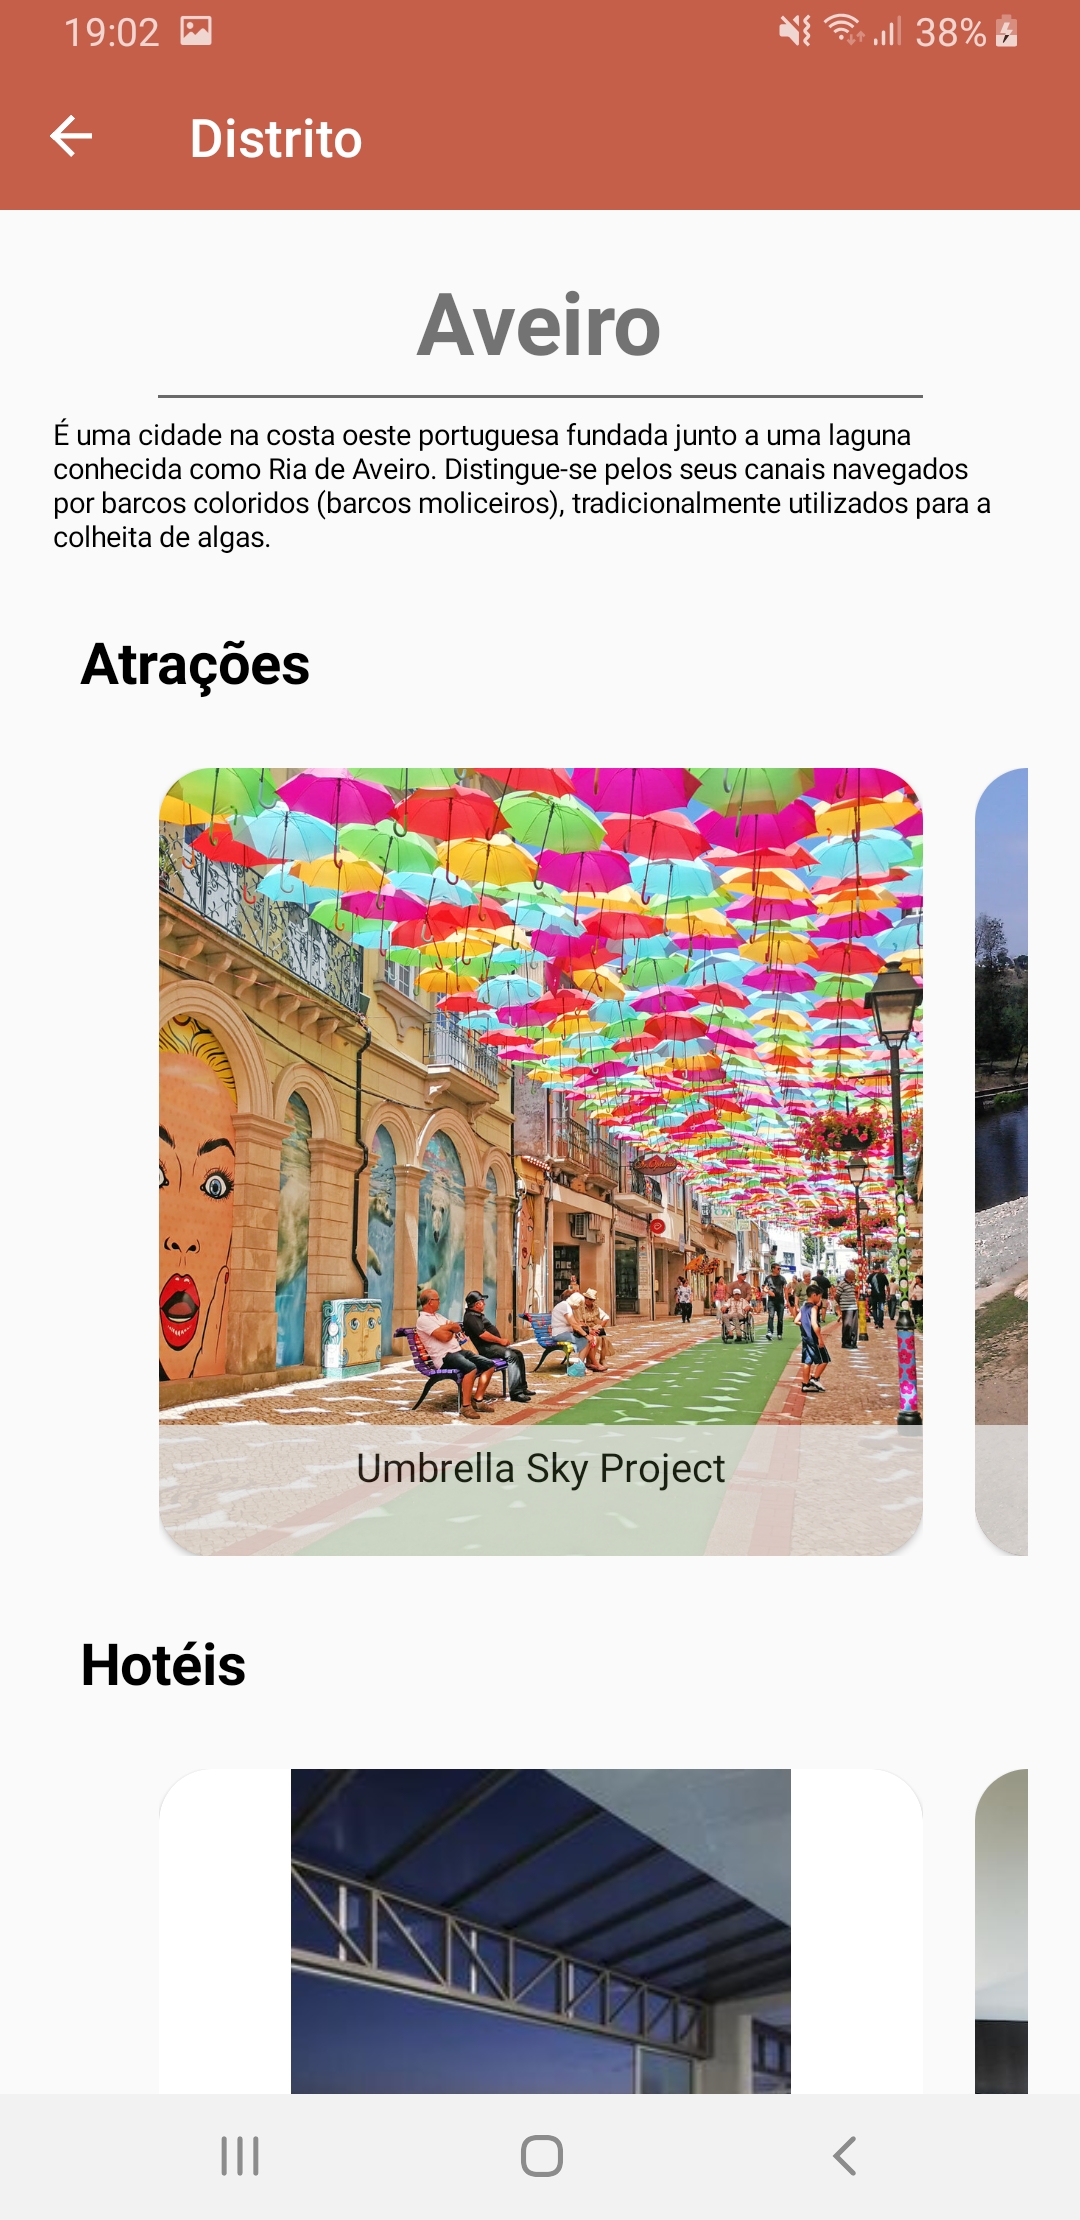 19:02
38%
Distrito
Aveiro
É uma cidade na costa oeste portuguesa fundada junto a uma laguna
conhecida como Ria de Aveiro. Distingue-se pelos seus canais navegados
por barcos coloridos (barcos moliceiros), tradicionalmente utilizados para a
colheita de algas.
Atrações
Umbrella Sky Project
Hotéis